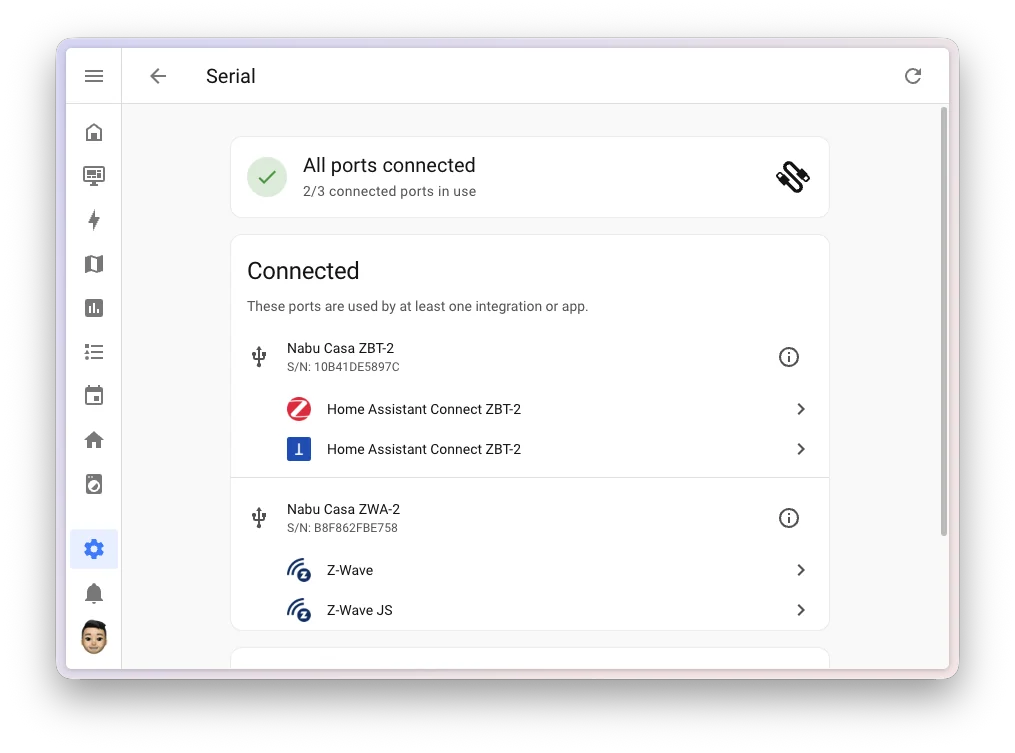 Serial
All ports connected
2/3 connected ports in use
Connected
These ports are used by at least one integration or app.
Nabu Casa ZBT-2
S/N: 10B41DE5897C
Home Assistant Connect ZBT-2
Home Assistant Connect ZBT-2
Nabu Casa ZWA-2
S/N: B8F862FBE758
Z-Wave
Z-Wave JS